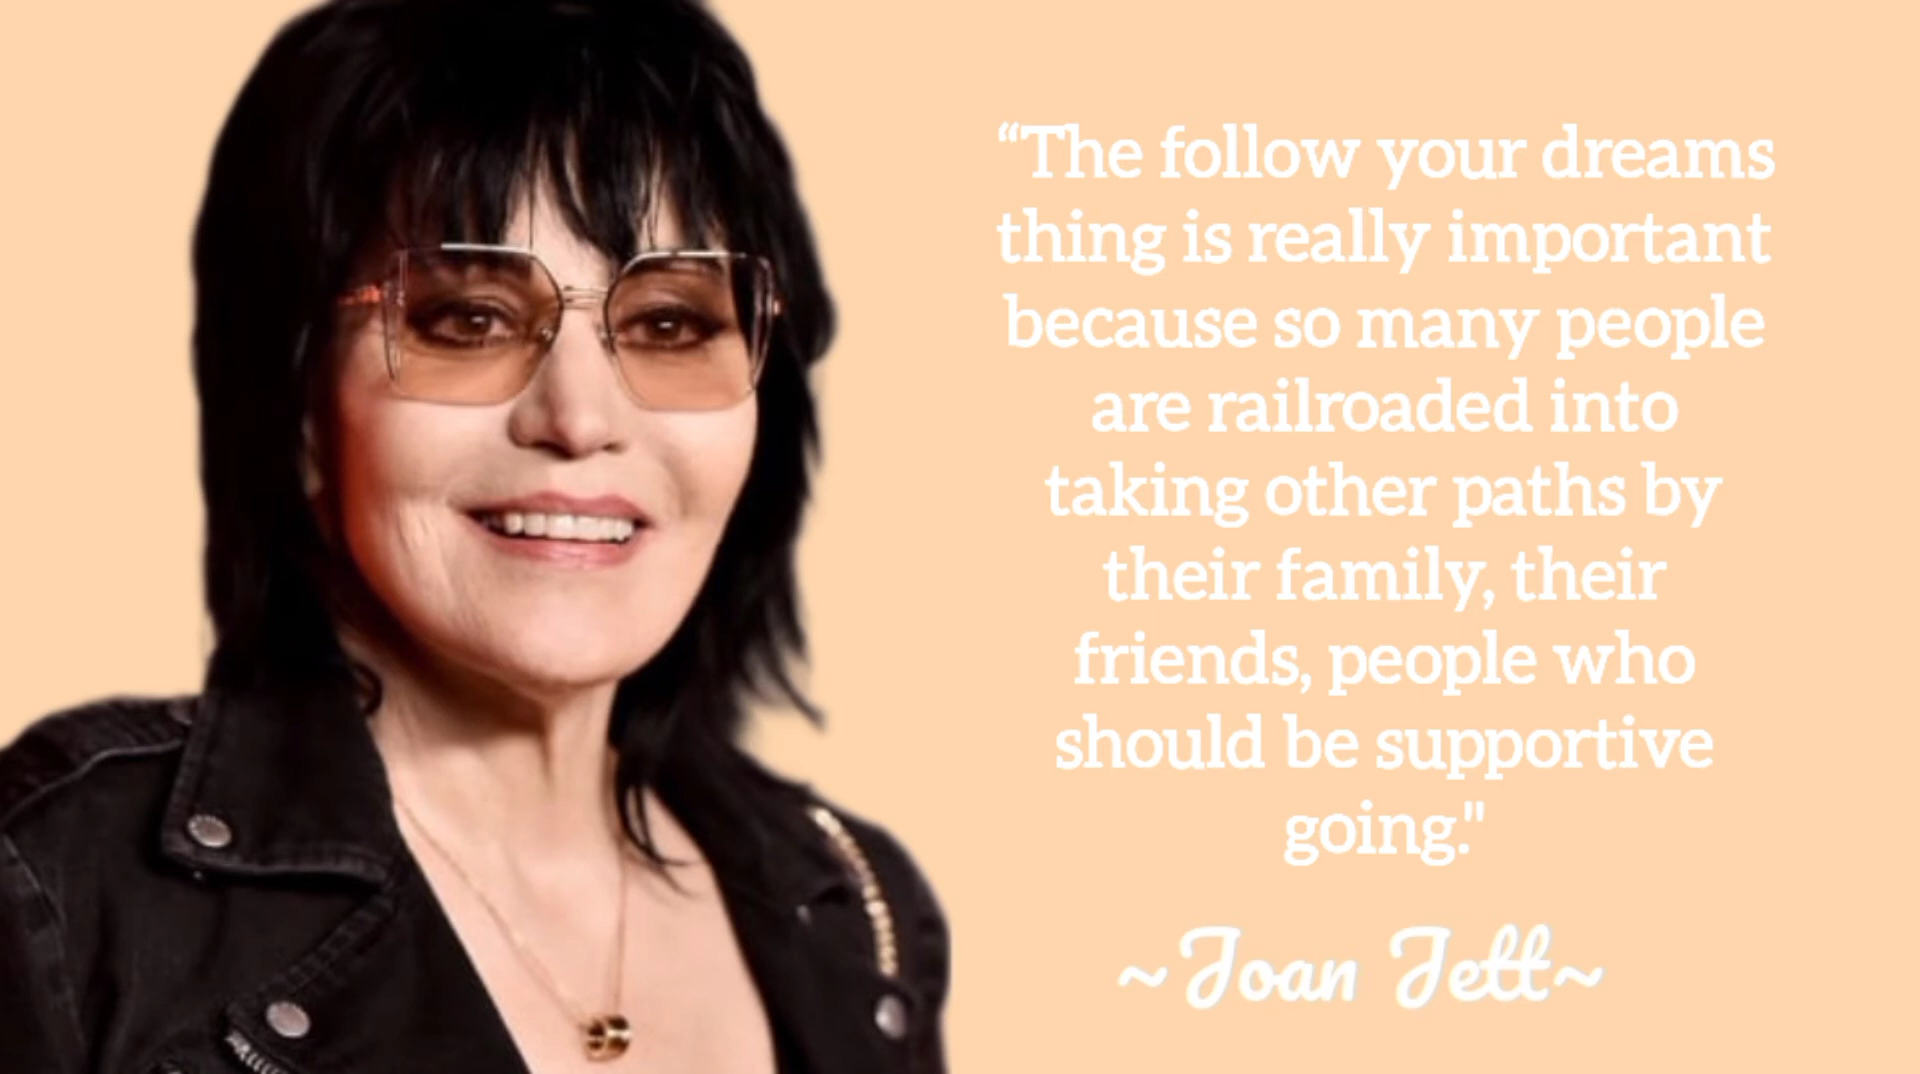 “The follow your dreams
thing is really important
because so many people
are railroaded into
taking other paths by
their family, their
friends, people who
should be supportive
going."
~Joan Jett~